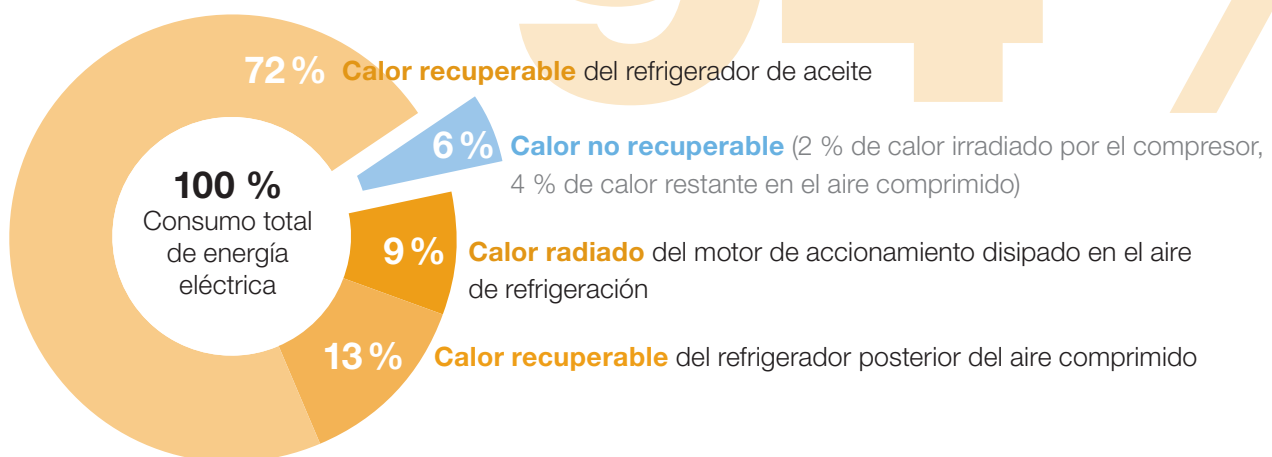 94 %
72 % Calor recuperable del refrigerador de aceite
6 % Calor no recuperable (2 % de calor irradiado por el compresor,
4 % de calor restante en el aire comprimido)
100 %
Consumo total
de energía
eléctrica
9 % Calor radiado del motor de accionamiento disipado en el aire
de refrigeración
13 % Calor recuperable del refrigerador posterior del aire comprimido